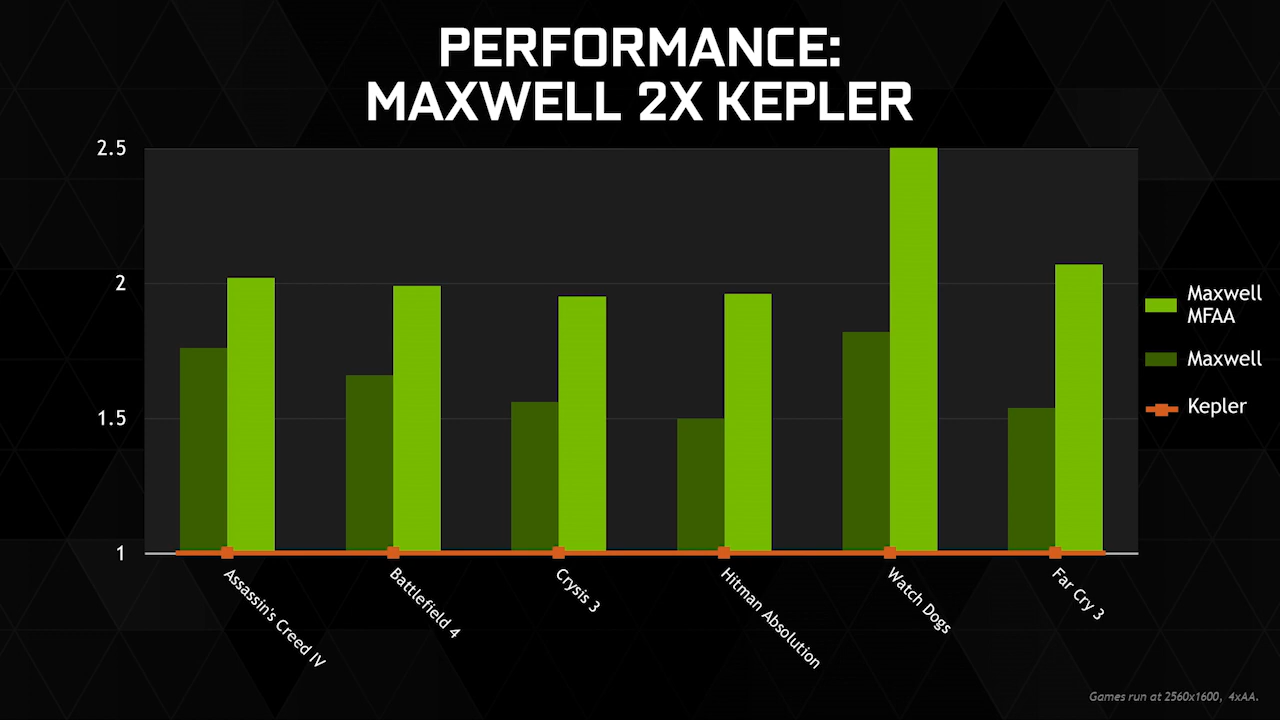 PERFORMANCE:
MAXWELL 2X KEPLER
2.5
2
1.5
1
Assassin's Creed IV
Battlefield 4
Crysis 3
Hitman Absolution
Watch Dogs
Far Cry 3
Maxwell
MFAA
Maxwell
Kepler
Games run at 2560x1600, 4xAA.